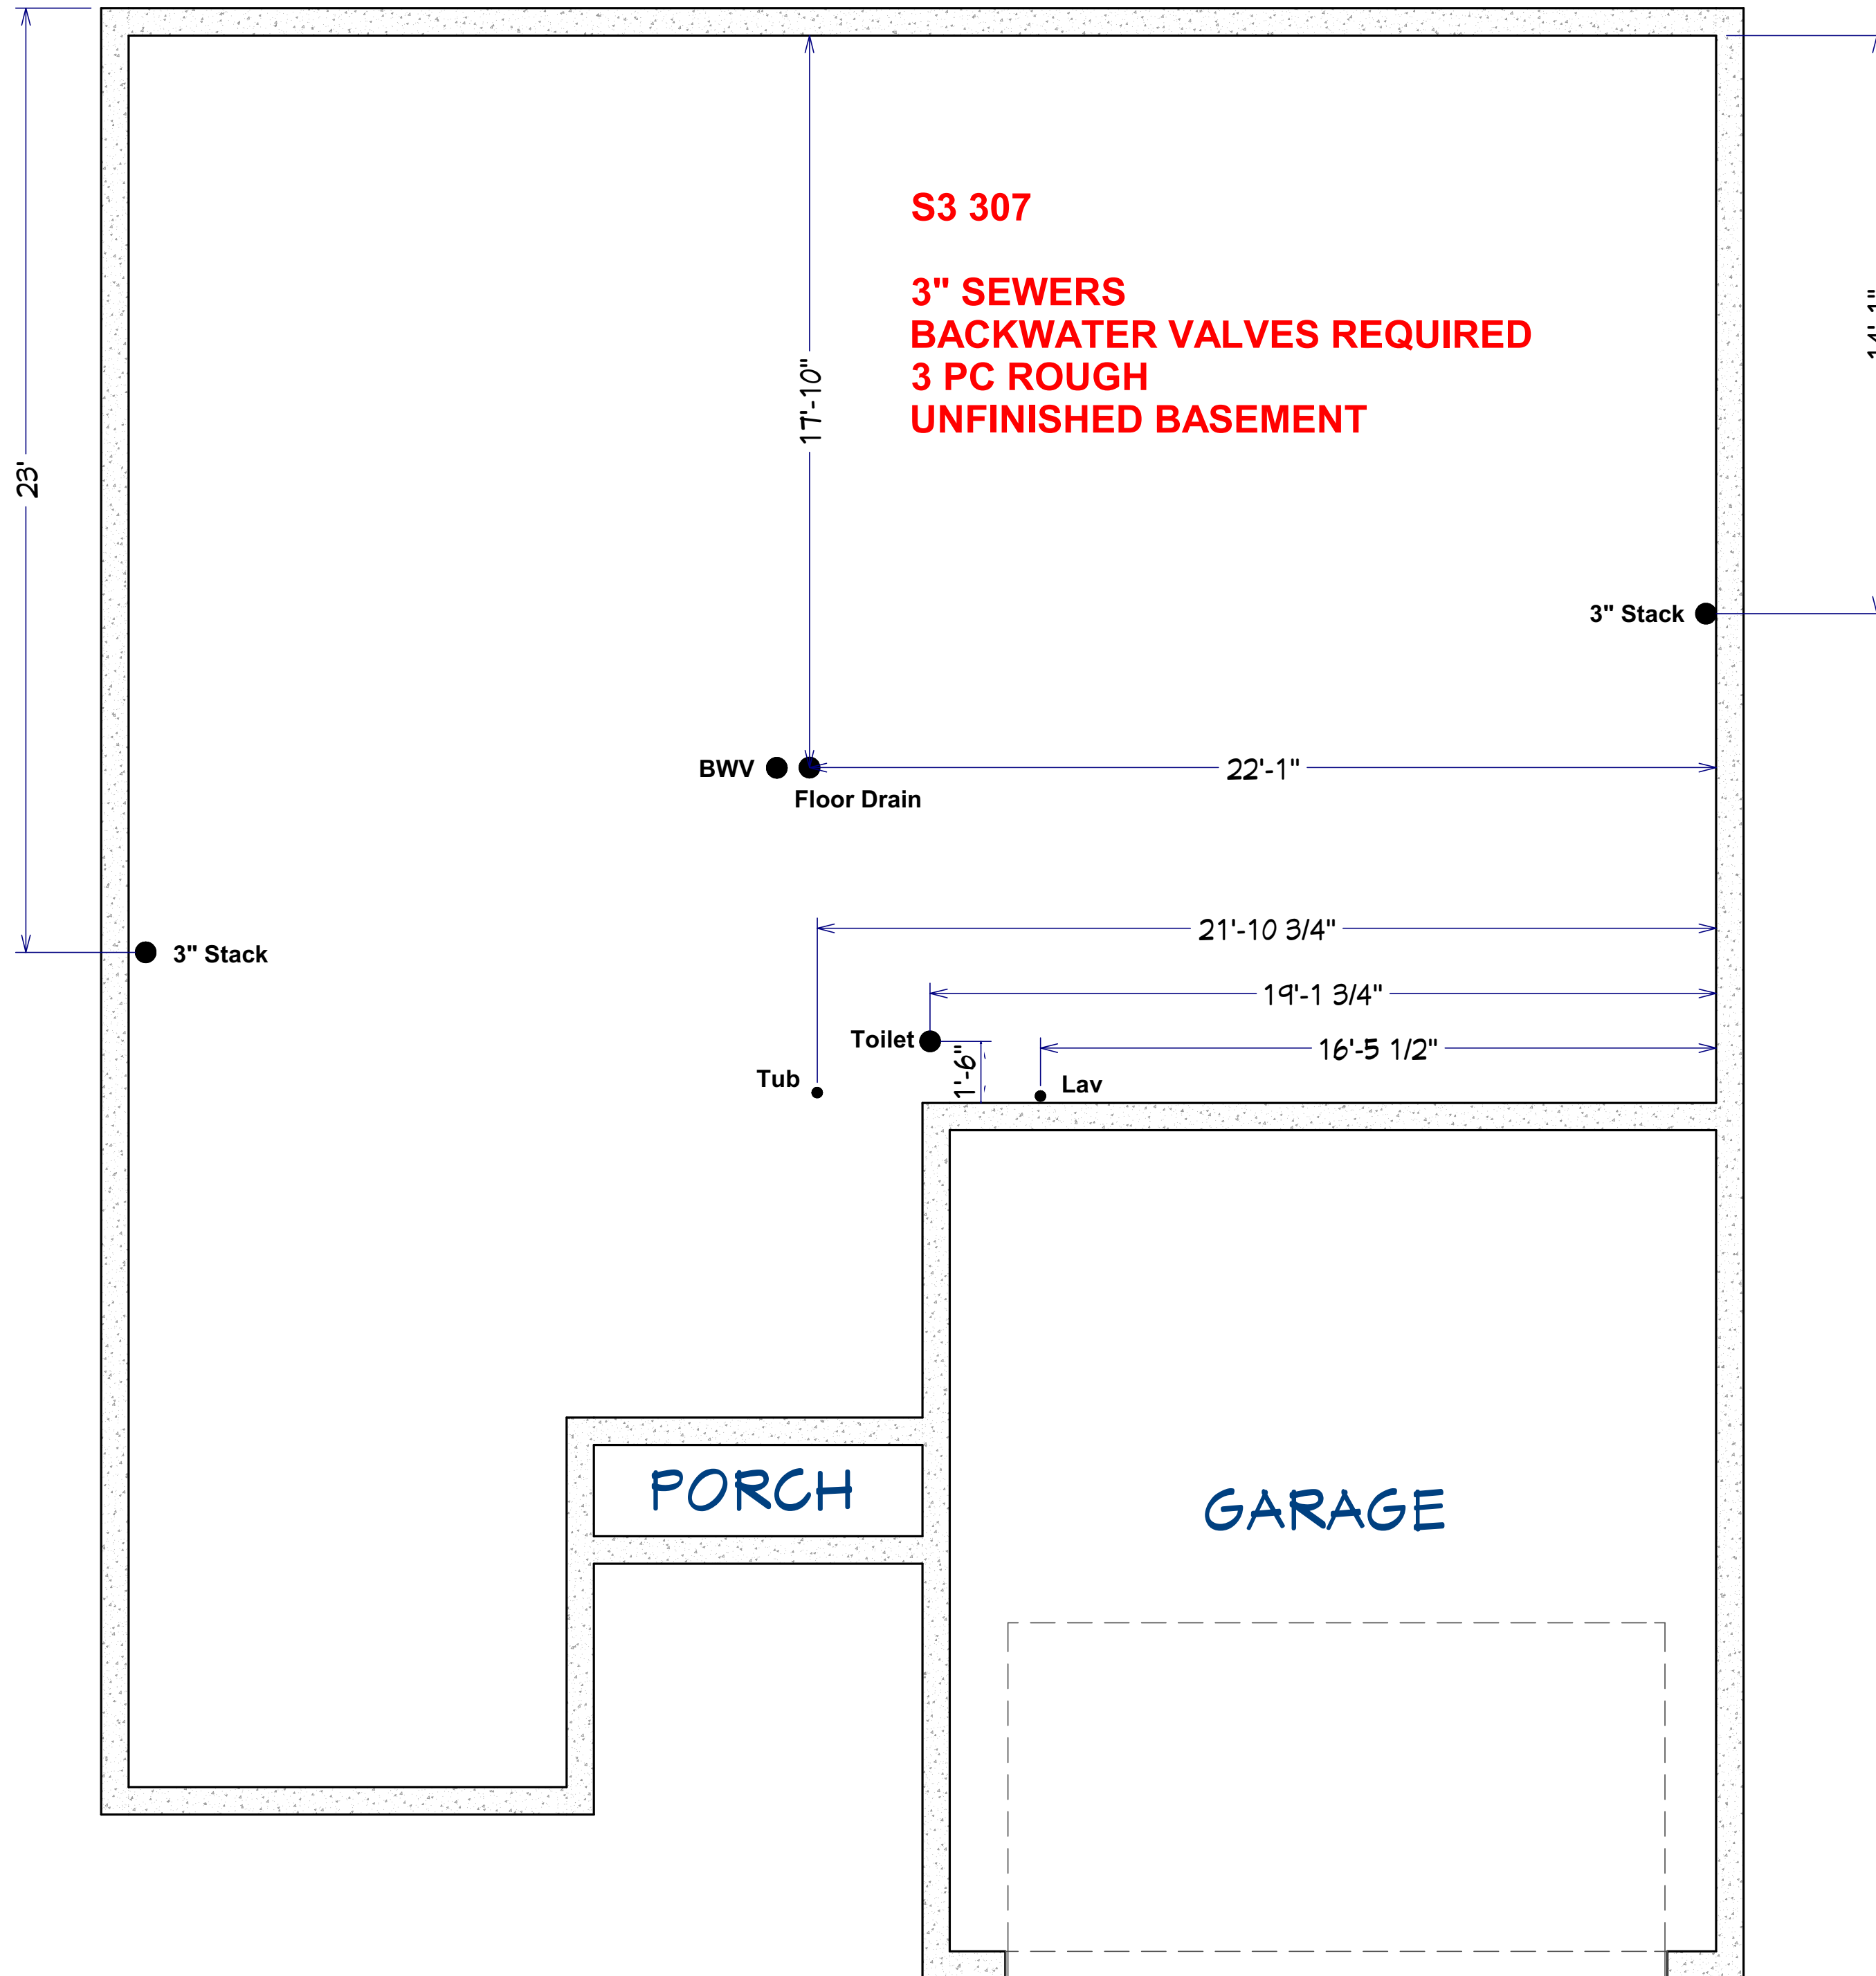 S3 307
3" SEWERS
BACKWATER VALVES REQUIRED
3 PC ROUGH
UNFINISHED BASEMENT
17'-10"
23'
14'-1"
3" Stack
BWV
22'-1"
Floor Drain
21'-10 3/4"
3" Stack
19'-1 3/4"
Toilet
1'-6"
16'-5 1/2"
Tub
Lav
PORCH
GARAGE